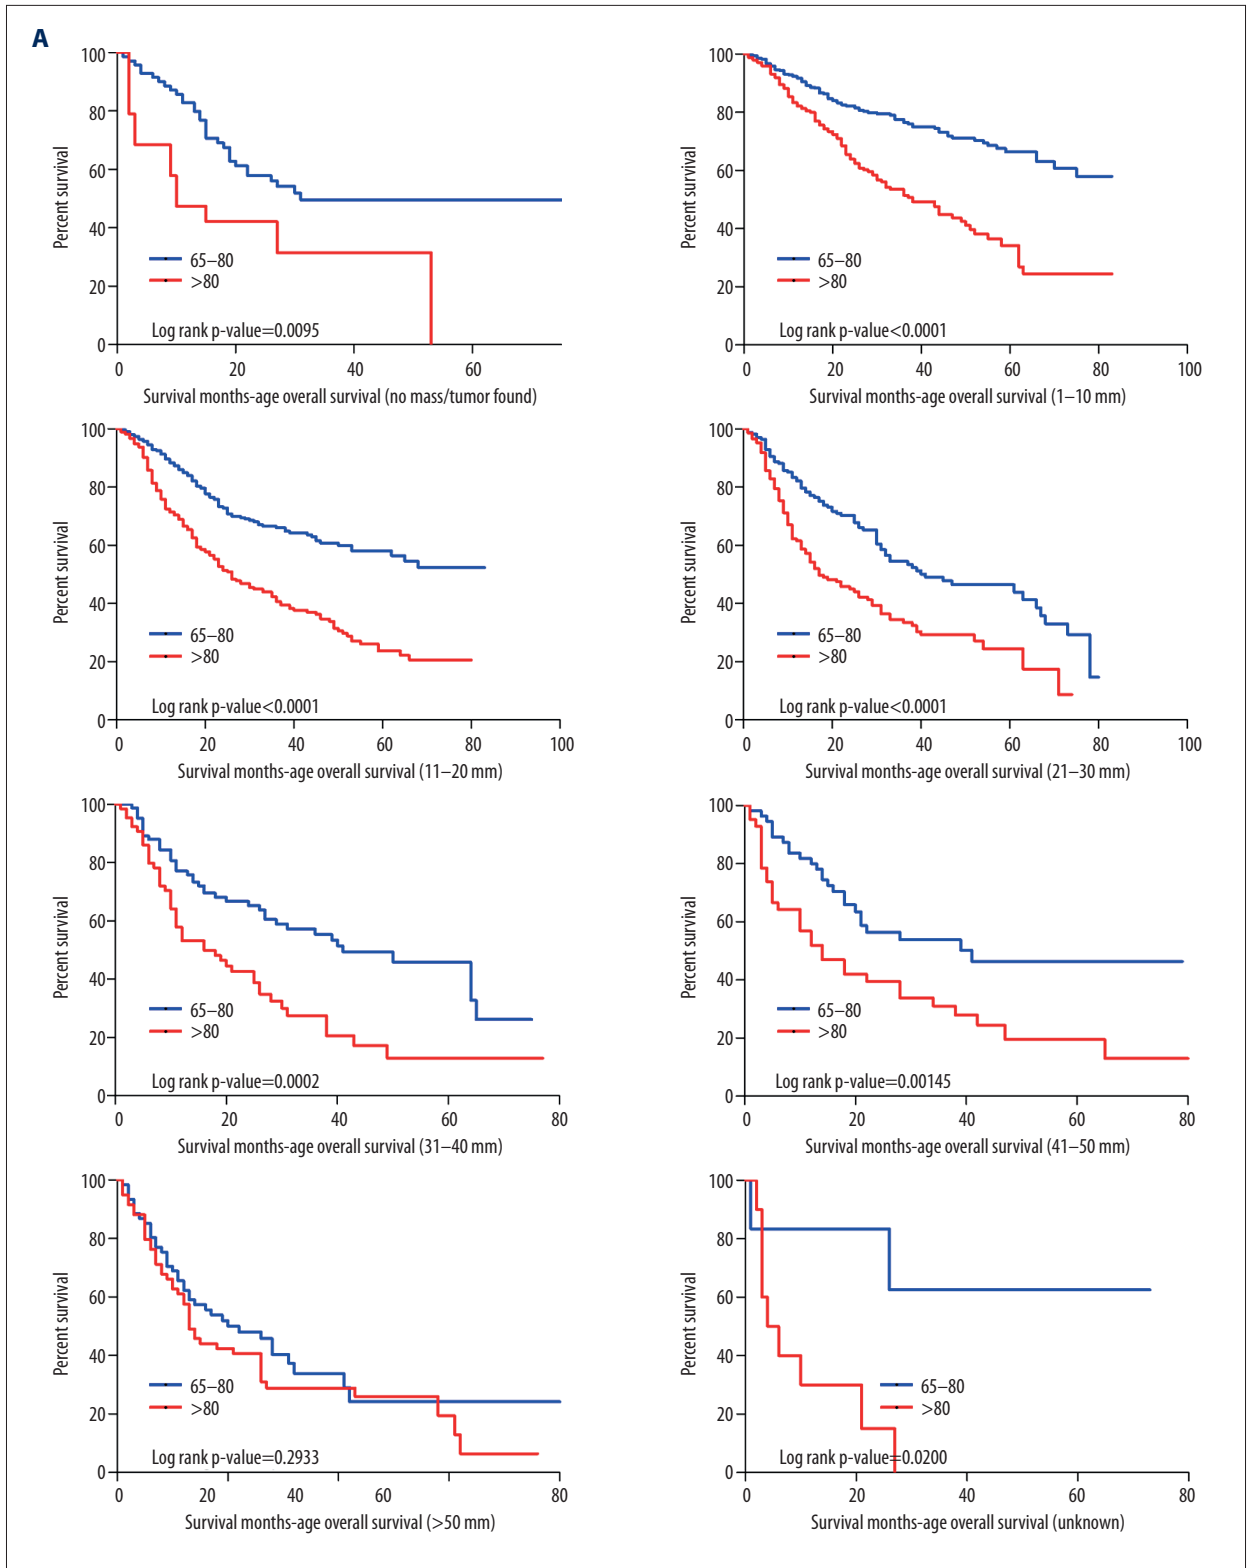 A
100
80
60
40
20
0
Percent survival
65–80
>80
Log rank p-value=0.0095
0 20 40 60
Survival months-age overall survival (no mass/tumor found)
100
80
60
40
20
0
Percent survival
65–80
>80
Log rank p-value<0.0001
0 20 40 60 80 100
Survival months-age overall survival (1–10 mm)
100
80
60
40
20
0
Percent survival
65–80
>80
Log rank p-value<0.0001
0 20 40 60 80 100
Survival months-age overall survival (11–20 mm)
100
80
60
40
20
0
Percent survival
65–80
>80
Log rank p-value<0.0001
0 20 40 60 80 100
Survival months-age overall survival (21–30 mm)
100
80
60
40
20
0
Percent survival
65–80
>80
Log rank p-value=0.0002
0 20 40 60 80
Survival months-age overall survival (31–40 mm)
100
80
60
40
20
0
Percent survival
65–80
>80
Log rank p-value=0.00145
0 20 40 60 80
Survival months-age overall survival (41–50 mm)
100
80
60
40
20
0
Percent survival
65–80
>80
Log rank p-value=0.2933
0 20 40 60 80
Survival months-age overall survival (>50 mm)
100
80
60
40
20
0
Percent survival
65–80
>80
Log rank p-value=0.0200
0 20 40 60 80
Survival months-age overall survival (unknown)